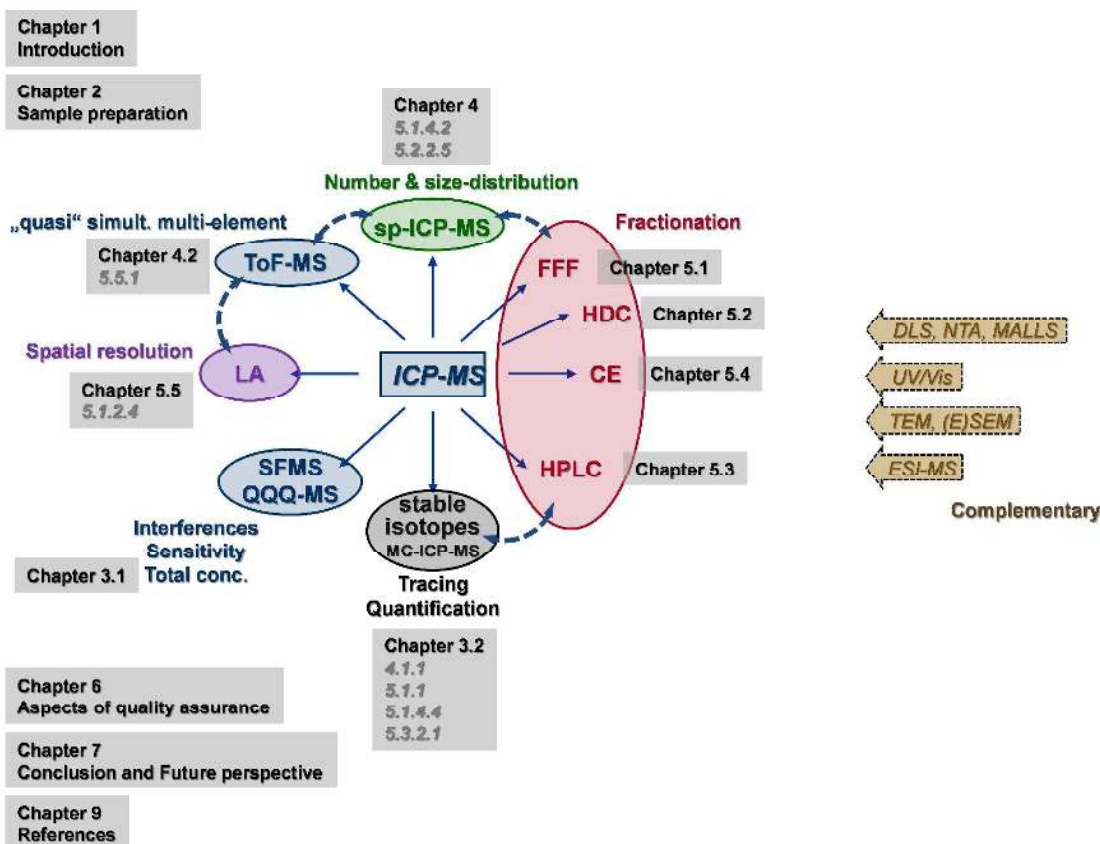 Chapter 1
Introduction
Chapter 2
Sample preparation
Chapter 4
5.1.4.2
5.2.2.5
Number & size-distribution
sp-ICP-MS
„quasi“ simult. multi-element
Chapter 4.2
5.5.1
ToF-MS
Fractionation
FFF
Chapter 5.1
HDC
Chapter 5.2
CE
Chapter 5.4
HPLC
Chapter 5.3
DLS, NTA, MALLS
UV/Vis
TEM, (E)SEM
ESI-MS
Complementary
Spatial resolution
LA
Chapter 5.5
5.1.2.4
ICP-MS
SFMS
QQQ-MS
Interferences
Sensitivity
Total conc.
Chapter 3.1
stable
isotopes
MC-ICP-MS
Tracing
Quantification
Chapter 3.2
4.1.1
5.1.1
5.1.4.4
5.3.2.1
Chapter 6
Aspects of quality assurance
Chapter 7
Conclusion and Future perspective
Chapter 9
References